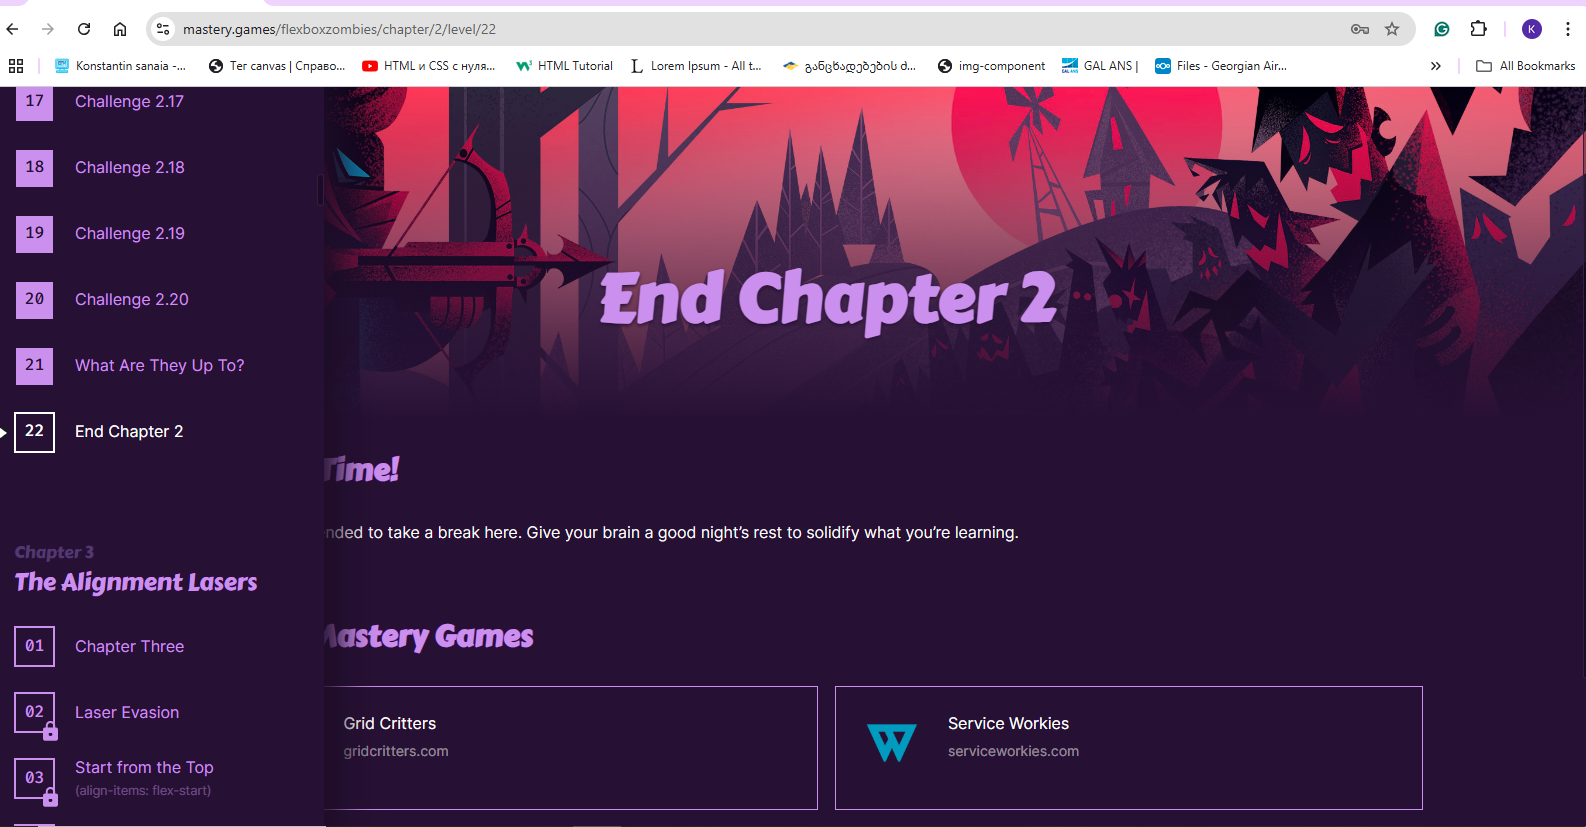 mastery.games/flexboxzombies/chapter/2/level/22
K
Konstantin sanaia -...
Тег canvas | Справо...
HTML и CSS с нуля...
HTML Tutorial
Lorem Ipsum - All t...
განცხადებების დ...
img-component
GAL ANS |
Files - Georgian Air...
All Bookmarks
17 Challenge 2.17
18 Challenge 2.18
19 Challenge 2.19
20 Challenge 2.20
21 What Are They Up To?
22 End Chapter 2
Chapter 3
The Alignment Lasers
01 Chapter Three
02 Laser Evasion
03 Start from the Top
(align-items: flex-start)
End Chapter 2
Time!
nded to take a break here. Give your brain a good night’s rest to solidify what you’re learning.
Mastery Games
Grid Critters
gridcritters.com
Service Workies
serviceworkies.com